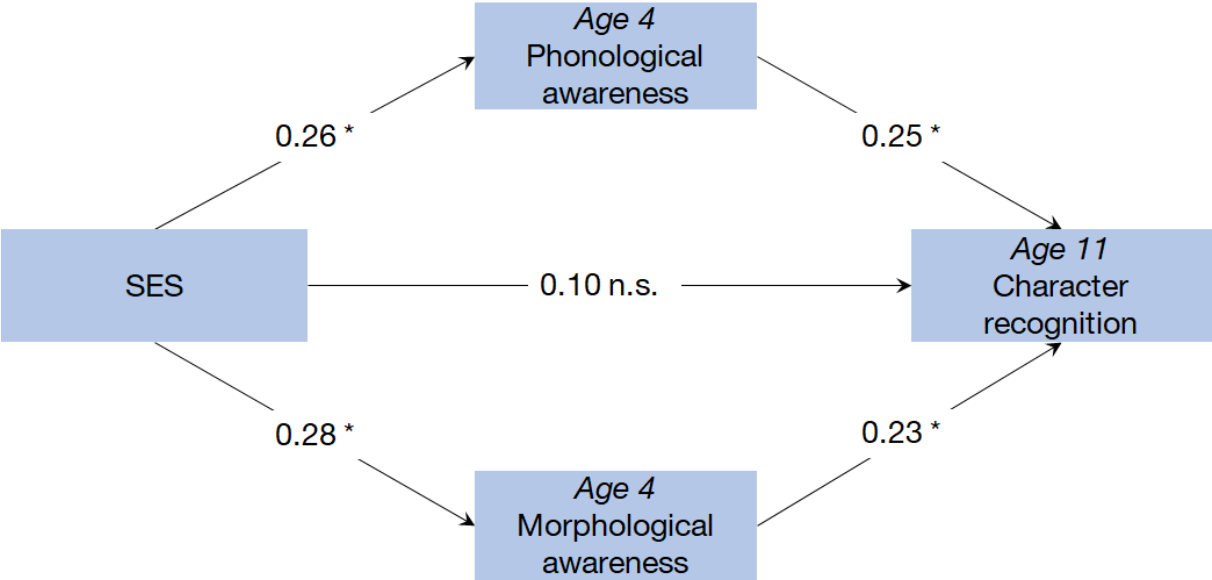 Age 4
Phonological
awareness
0.26 *
0.25 *
SES
0.10 n.s.
Age 11
Character
recognition
0.28 *
0.23 *
Age 4
Morphological
awareness